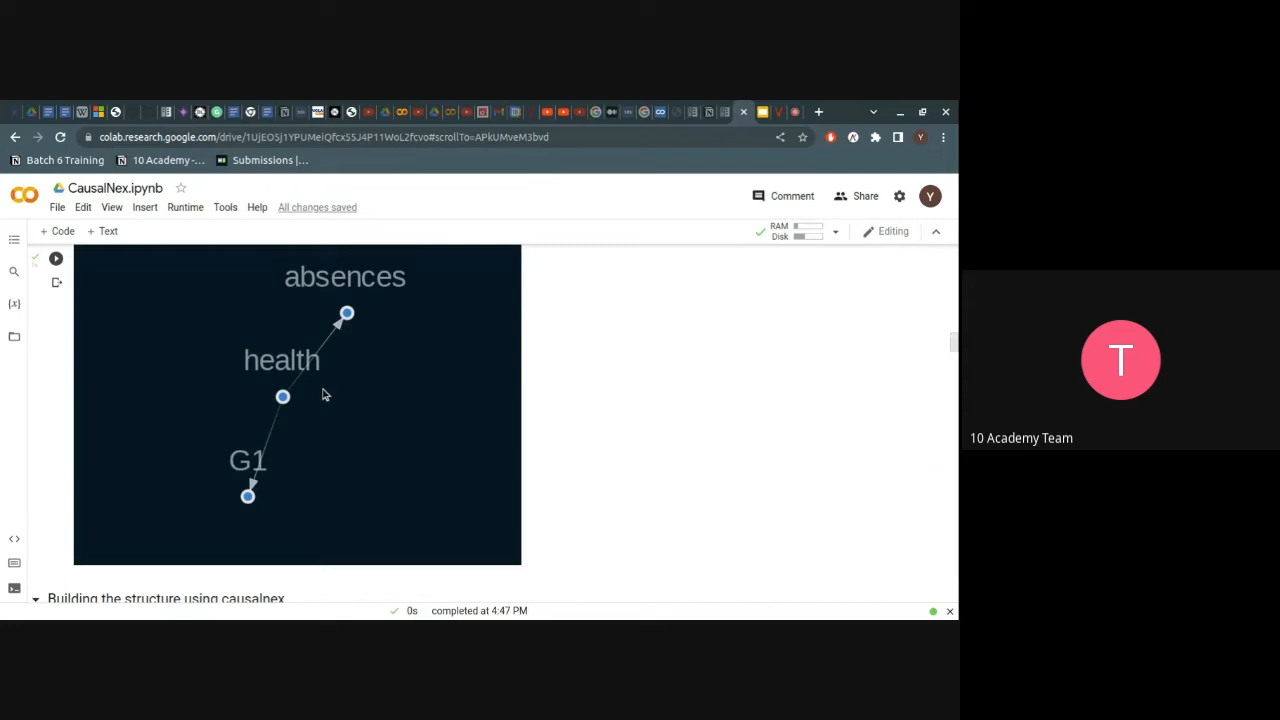 colab.research.google.com/drive/1UjEOSj1YPUMeiQfcx5SJ4P11WoL2fcvo#scrollTo=APkUMveM3bvd
Batch 6 Training
10 Academy -...
Submissions |...
CausalNex.ipynb
Comment
Share
Y
File Edit View Insert Runtime Tools Help All changes saved
+ Code + Text
RAM
Disk
Editing
absences
health
G1
Building the structure using causalnex
0s completed at 4:47 PM
T
10 Academy Team